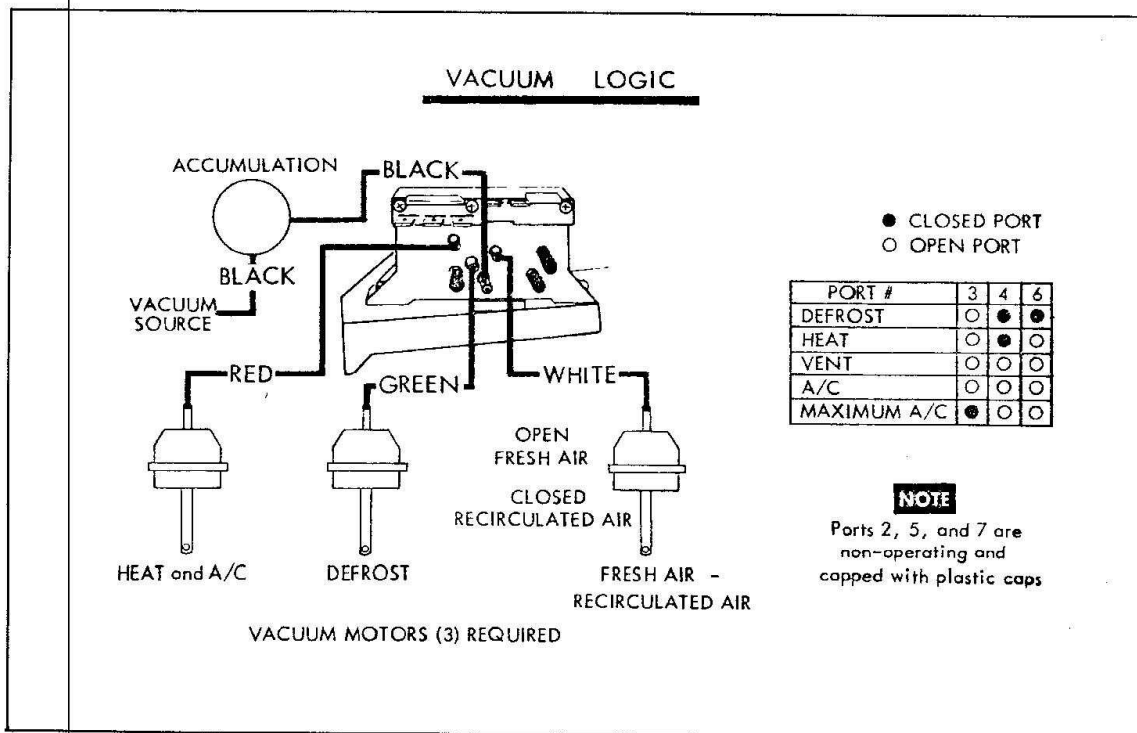 VACUUM LOGIC
ACCUMULATION
BLACK
BLACK
VACUUM
SOURCE
RED
GREEN
WHITE
OPEN
FRESH AIR
CLOSED
RECIRCULATED AIR
HEAT and A/C
DEFROST
FRESH AIR -
RECIRCULATED AIR
VACUUM MOTORS (3) REQUIRED
● CLOSED PORT
○ OPEN PORT
PORT # 3 4 6
DEFROST ○ ● ●
HEAT ○ ● ○
VENT ○ ○ ○
A/C ○ ○ ○
MAXIMUM A/C ● ○ ○
NOTE
Ports 2, 5, and 7 are
non-operating and
capped with plastic caps